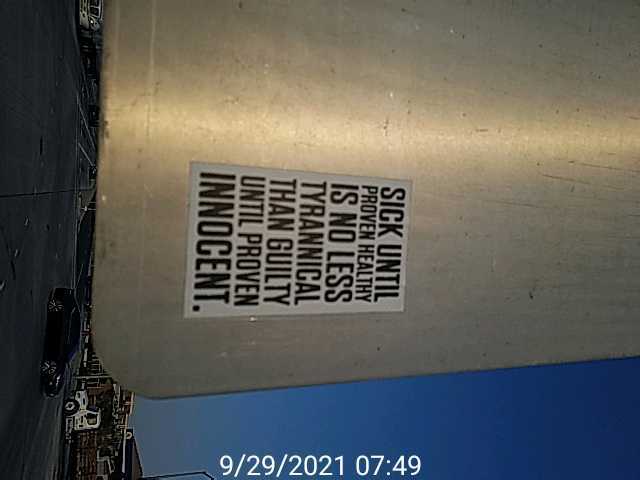 SICK UNTIL
PROVEN HEALTHY
IS NO LESS
TYRANNICAL
THAN GUILTY
UNTIL PROVEN
INNOCENT.
9/29/2021 07:49